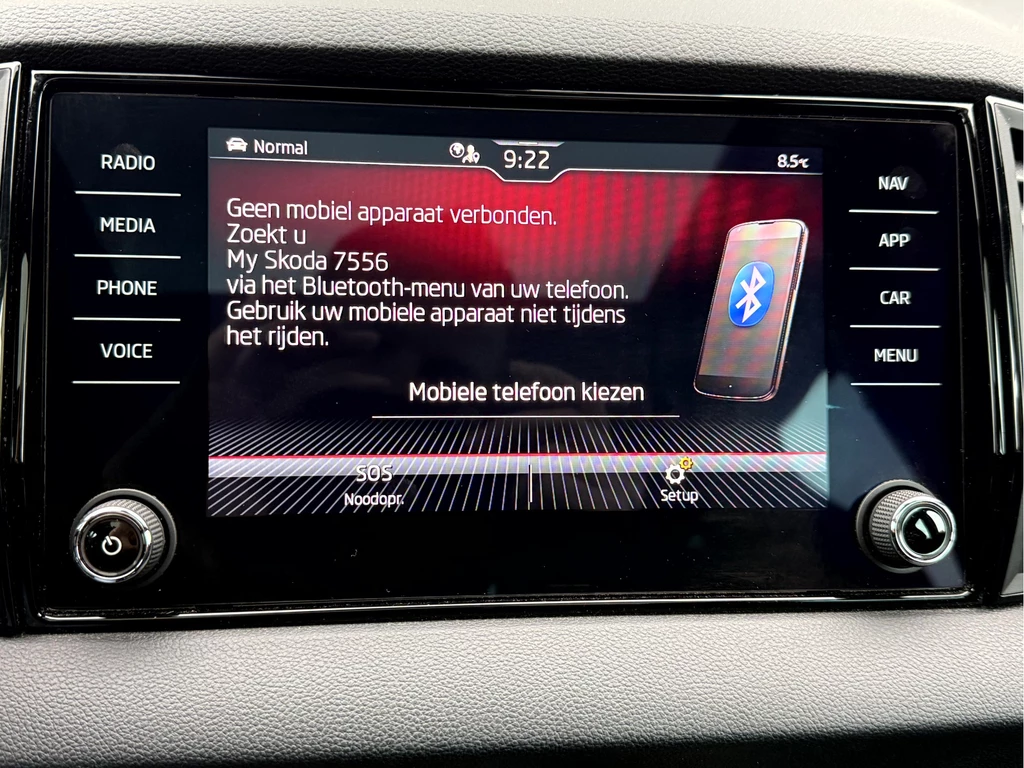 RADIO
MEDIA
PHONE
VOICE
Normal
9:22
8.5°C
Geen mobiel apparaat verbonden.
Zoekt u
My Skoda 7556
via het Bluetooth-menu van uw telefoon.
Gebruik uw mobiele apparaat niet tijdens
het rijden.
Mobiele telefoon kiezen
SOS
Noodopr.
Setup
NAV
APP
CAR
MENU